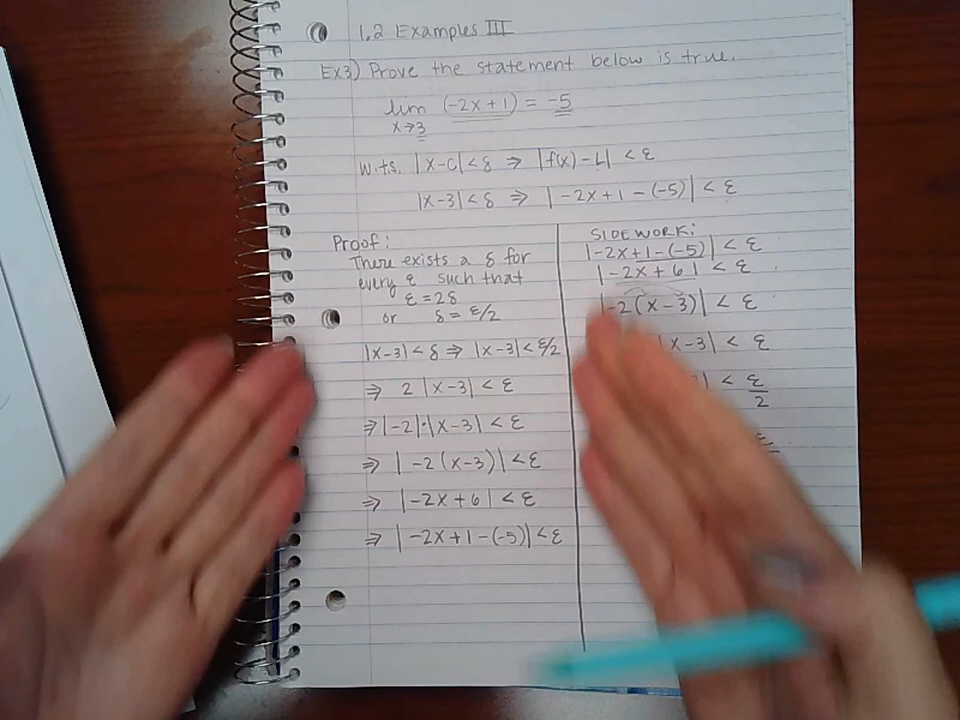 1.2 Examples III
Ex3) Prove the statement below is true.
lim (-2x+1) = -5
x→3
w.t.s. |x-c|<δ ⇒ |f(x)-L| <ε
|x-3|<δ ⇒ |-2x+1-(-5)|<ε
Proof:
There exists a δ for
every ε such that
ε=2δ
or δ=ε/2
|x-3|<δ ⇒ |x-3|<ε/2
⇒ 2|x-3|<ε
⇒|-2|·|x-3|<ε
⇒ |-2(x-3)|<ε
⇒ |-2x+6|<ε
⇒ |-2x+1-(-5)|<ε
SIDEWORK:
|-2x+1-(-5)|<ε
|-2x+6|<ε
|-2(x-3)|<ε
|x-3|<ε
|<ε/2
ε